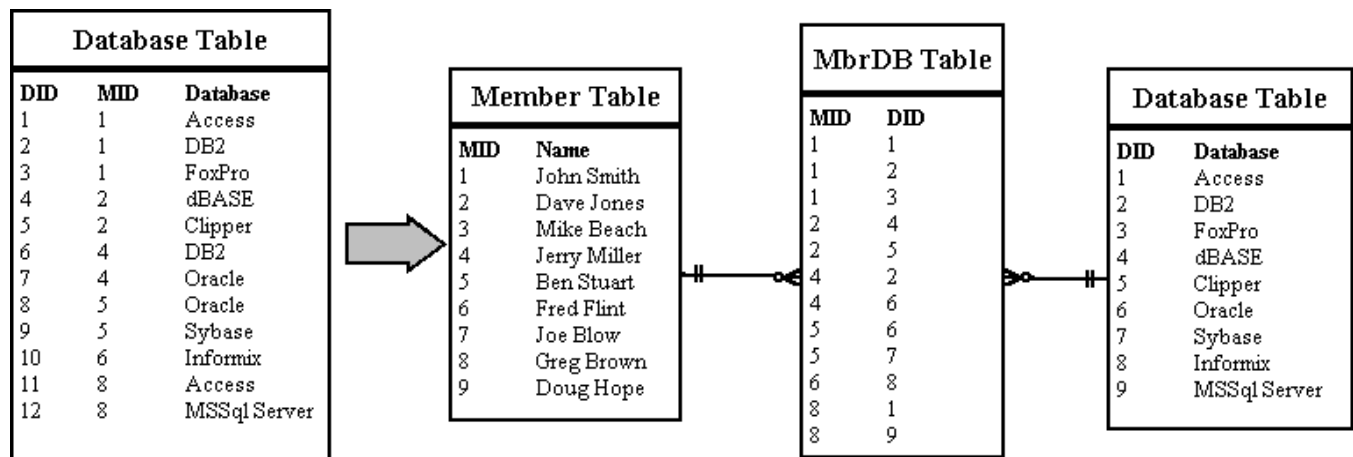 Database Table
DID MID Database
1 1 Access
2 1 DB2
3 1 FoxPro
4 2 dBASE
5 2 Clipper
6 4 DB2
7 4 Oracle
8 5 Oracle
9 5 Sybase
10 6 Informix
11 8 Access
12 8 MSSql Server
Member Table
MID Name
1 John Smith
2 Dave Jones
3 Mike Beach
4 Jerry Miller
5 Ben Stuart
6 Fred Flint
7 Joe Blow
8 Greg Brown
9 Doug Hope
MbrDB Table
MID DID
1 1
1 2
1 3
2 4
2 5
4 2
4 6
5 6
5 7
6 8
8 1
8 9
Database Table
DID Database
1 Access
2 DB2
3 FoxPro
4 dBASE
5 Clipper
6 Oracle
7 Sybase
8 Informix
9 MSSql Server